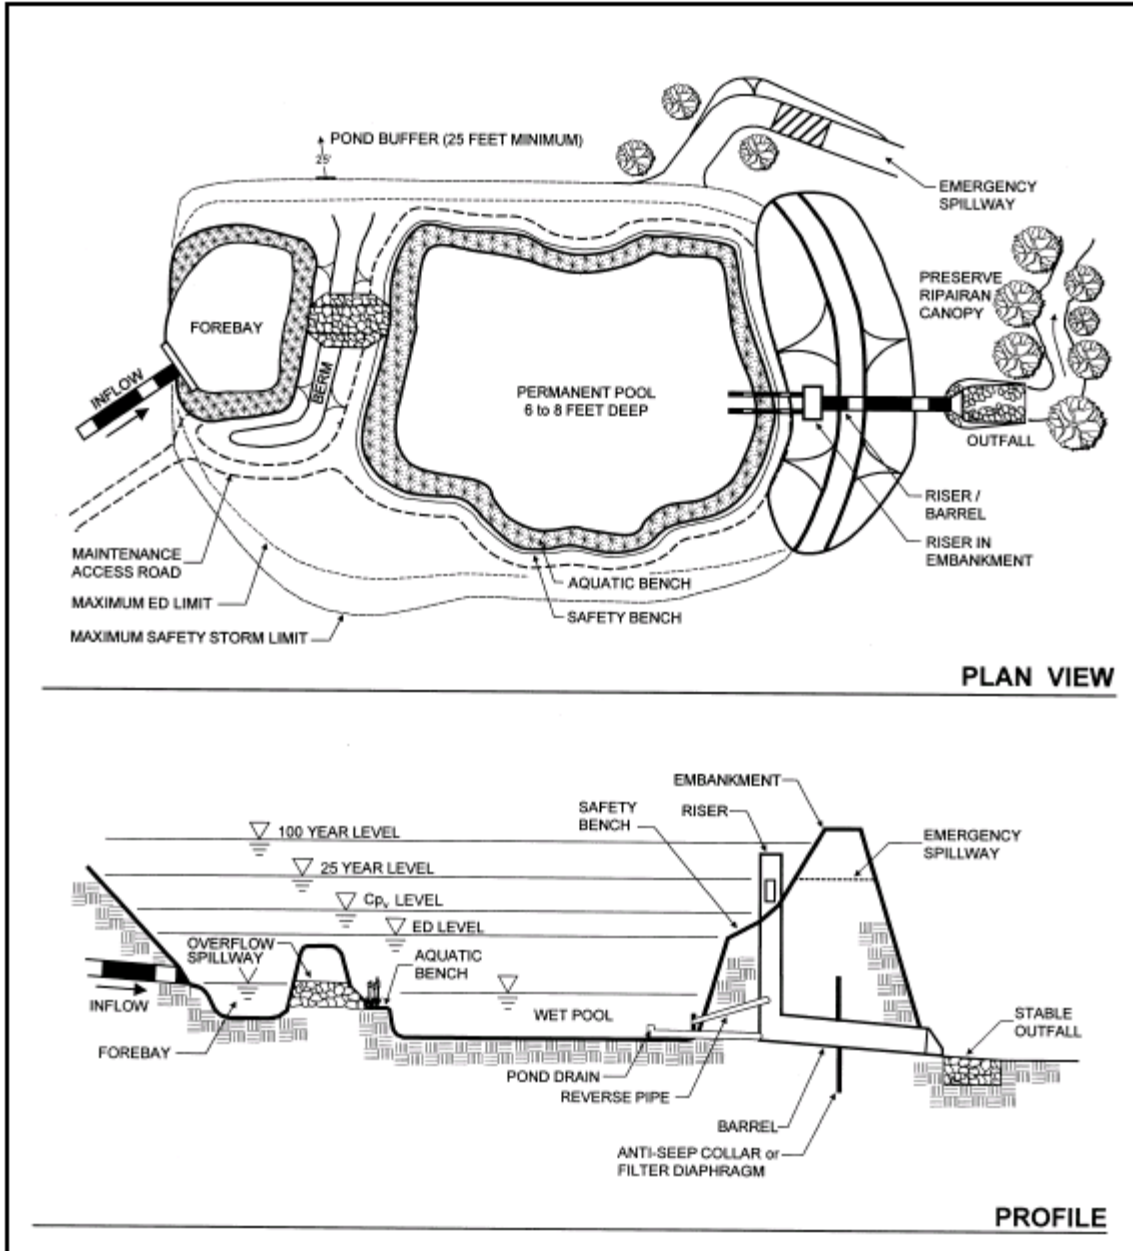 POND BUFFER (25 FEET MINIMUM)
25'
EMERGENCY
SPILLWAY
PRESERVE
RIPAIRAN
CANOPY
FOREBAY
INFLOW
BERM
PERMANENT POOL
6 to 8 FEET DEEP
OUTFALL
RISER /
BARREL
RISER IN
EMBANKMENT
MAINTENANCE
ACCESS ROAD
AQUATIC BENCH
MAXIMUM ED LIMIT
SAFETY BENCH
MAXIMUM SAFETY STORM LIMIT
PLAN VIEW
EMBANKMENT
SAFETY
BENCH
RISER
100 YEAR LEVEL
EMERGENCY
SPILLWAY
25 YEAR LEVEL
CPv LEVEL
ED LEVEL
OVERFLOW
SPILLWAY
AQUATIC
BENCH
INFLOW
WET POOL
STABLE
OUTFALL
FOREBAY
POND DRAIN
REVERSE PIPE
BARREL
ANTI-SEEP COLLAR or
FILTER DIAPHRAGM
PROFILE